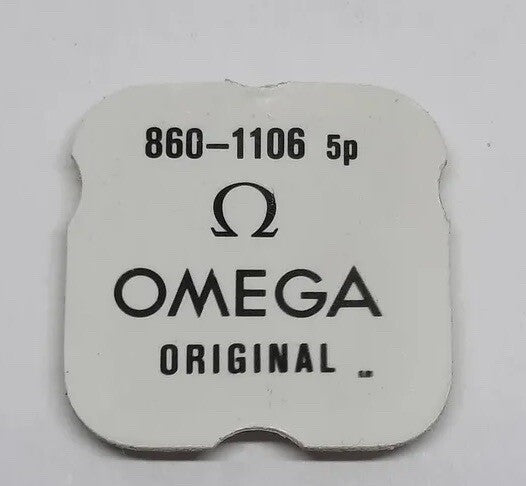 860-1106 5p
Ω
OMEGA
ORIGINAL